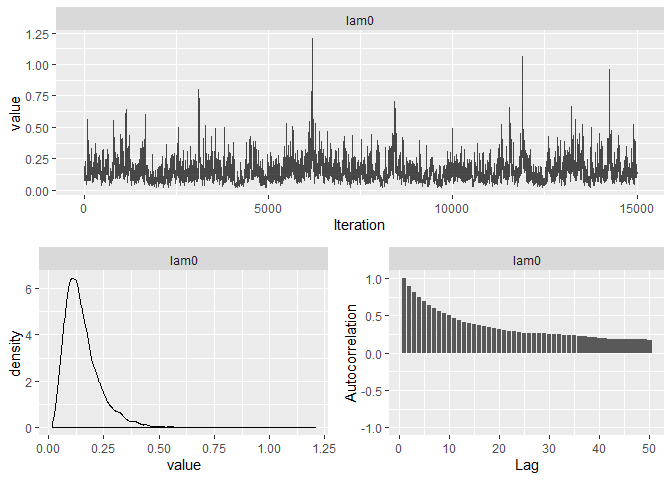 lam0
1.25
1.00
0.75
0.50
0.25
0.00
value
0 5000 10000 15000
Iteration
lam0
6
4
2
0
density
0.00 0.25 0.50 0.75 1.00 1.25
value
lam0
1.0
0.5
0.0
-0.5
-1.0
Autocorrelation
0 10 20 30 40 50
Lag